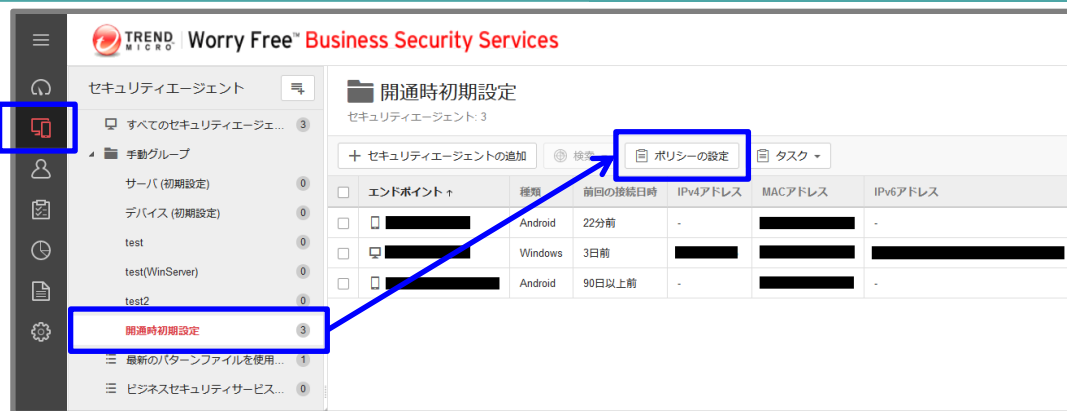 TREND MICRO Worry Free™ Business Security Services
セキュリティエージェント
すべてのセキュリティエージェ... 3
手動グループ
サーバ (初期設定) 0
デバイス (初期設定) 0
test 0
test(WinServer) 0
test2 0
開通時初期設定 3
最新のパターンファイルを使用... 1
ビジネスセキュリティサービス... 0
開通時初期設定
セキュリティエージェント: 3
+ セキュリティエージェントの追加 検索 ポリシーの設定 タスク
エンドポイント↑ 種類 前回の接続日時 IPv4アドレス MACアドレス IPv6アドレス
Android 22分前 - -
Windows 3日前
Android 90日以上前 - -